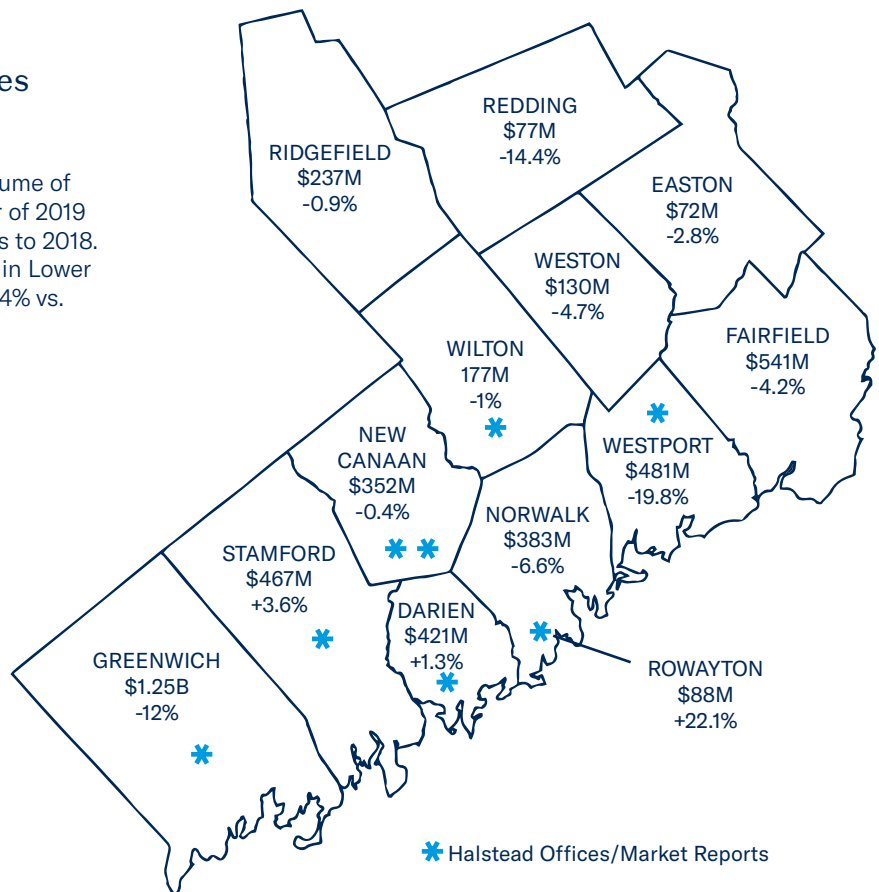 es
ume of
r of 2019
s to 2018.
in Lower
4% vs.
REDDING
$77M
-14.4%
RIDGEFIELD
$237M
-0.9%
EASTON
$72M
-2.8%
WESTON
$130M
-4.7%
FAIRFIELD
$541M
-4.2%
WILTON
177M
-1%
NEW
CANAAN
$352M
-0.4%
WESTPORT
$481M
-19.8%
NORWALK
$383M
-6.6%
STAMFORD
$467M
+3.6%
DARIEN
$421M
+1.3%
GREENWICH
$1.25B
-12%
ROWAYTON
$88M
+22.1%
Halstead Offices/Market Reports